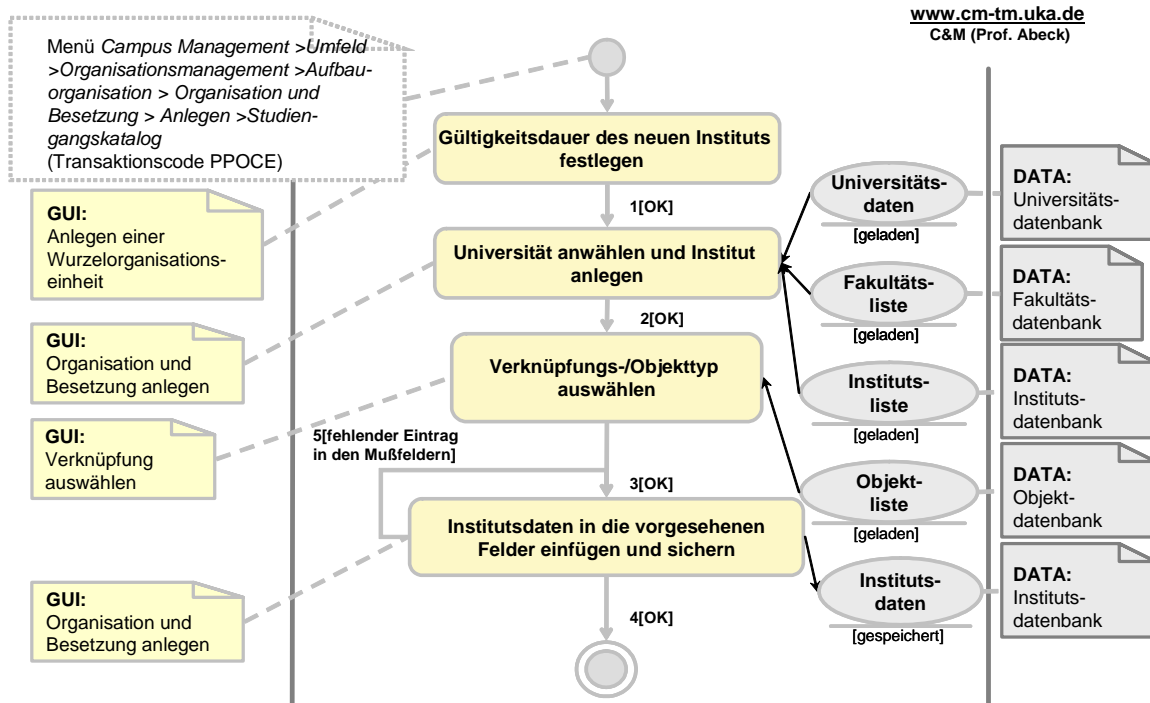 www.cm-tm.uka.de
C&M (Prof. Abeck)
Menü Campus Management >Umfeld
>Organisationsmanagement >Aufbau-
organisation > Organisation und
Besetzung > Anlegen >Studien-
gangskatalog
(Transaktionscode PPOCE)
Gültigkeitsdauer des neuen Instituts
festlegen
1[OK]
Universität anwählen und Institut
anlegen
2[OK]
Verknüpfungs-/Objekttyp
auswählen
5[fehlender Eintrag
in den Mußfeldern]
3[OK]
Institutsdaten in die vorgesehenen
Felder einfügen und sichern
4[OK]
GUI:
Anlegen einer
Wurzelorganisations-
einheit
GUI:
Organisation und
Besetzung anlegen
GUI:
Verknüpfung
auswählen
GUI:
Organisation und
Besetzung anlegen
Universitäts-
daten
[geladen]
Fakultäts-
liste
[geladen]
Instituts-
liste
[geladen]
Objekt-
liste
[geladen]
Instituts-
daten
[gespeichert]
DATA:
Universitäts-
datenbank
DATA:
Fakultäts-
datenbank
DATA:
Instituts-
datenbank
DATA:
Objekt-
datenbank
DATA:
Instituts-
datenbank